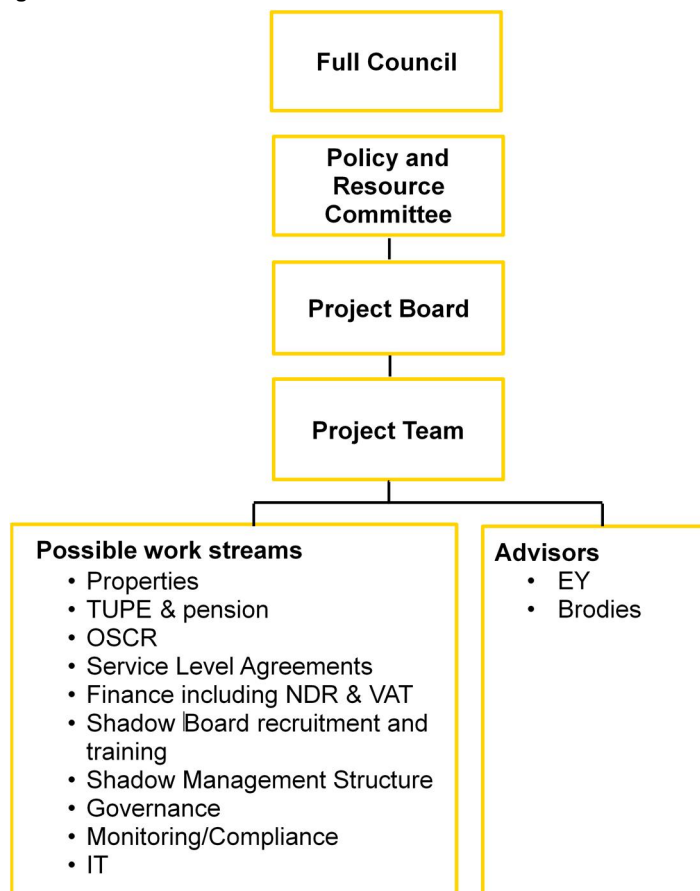 Full Council
Policy and
Resource
Committee
Project Board
Project Team
Possible work streams
• Properties
• TUPE & pension
• OSCR
• Service Level Agreements
• Finance including NDR & VAT
• Shadow Board recruitment and
training
• Shadow Management Structure
• Governance
• Monitoring/Compliance
• IT
Advisors
• EY
• Brodies